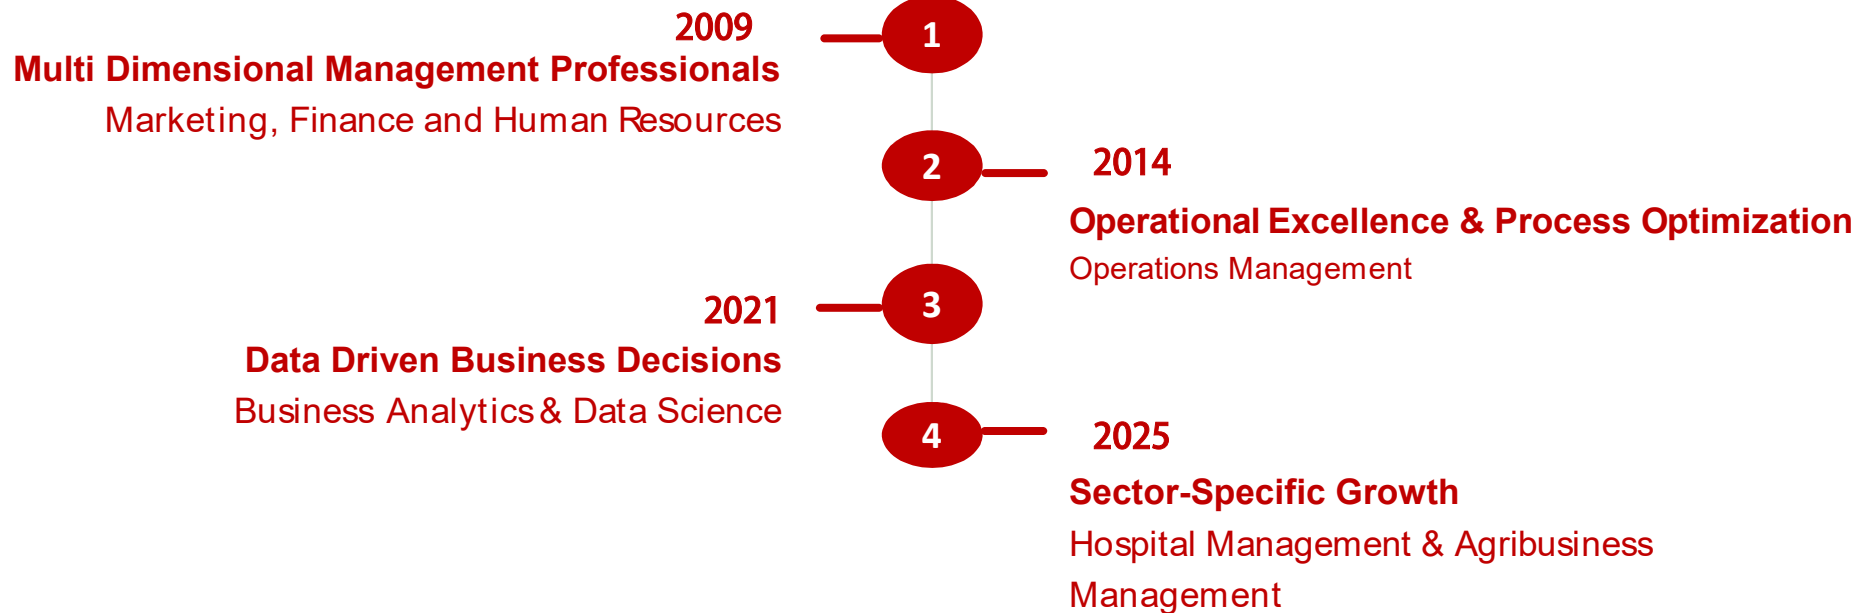 2009
1
Multi Dimensional Management Professionals
Marketing, Finance and Human Resources
2
2014
Operational Excellence & Process Optimization
Operations Management
2021
3
Data Driven Business Decisions
Business Analytics & Data Science
4
2025
Sector-Specific Growth
Hospital Management & Agribusiness
Management